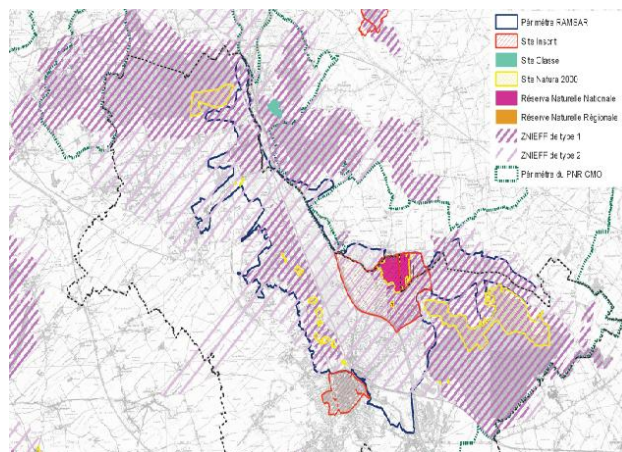 Périmètre RAMSAR
Site Inscrit
Site Classé
Site Natura 2000
Réserve Naturelle Nationale
Réserve Naturelle Régionale
ZNIEFF de type 1
ZNIEFF de type 2
Périmètre du PNR CMO